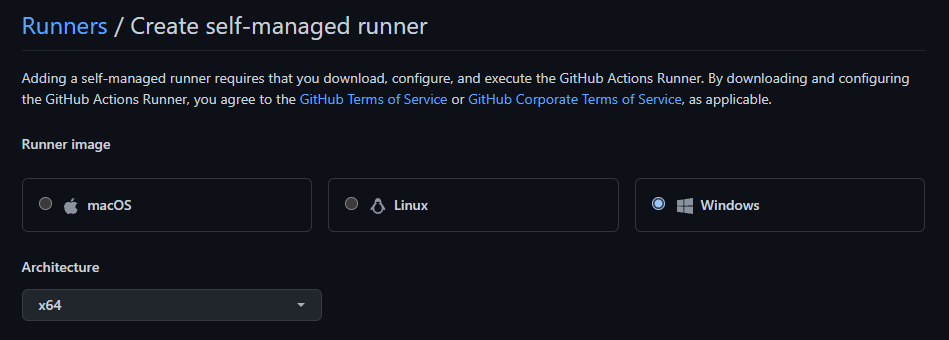 Runners / Create self-managed runner
Adding a self-managed runner requires that you download, configure, and execute the GitHub Actions Runner. By downloading and configuring
the GitHub Actions Runner, you agree to the GitHub Terms of Service or GitHub Corporate Terms of Service, as applicable.
Runner image
macOS Linux Windows
Architecture
x64